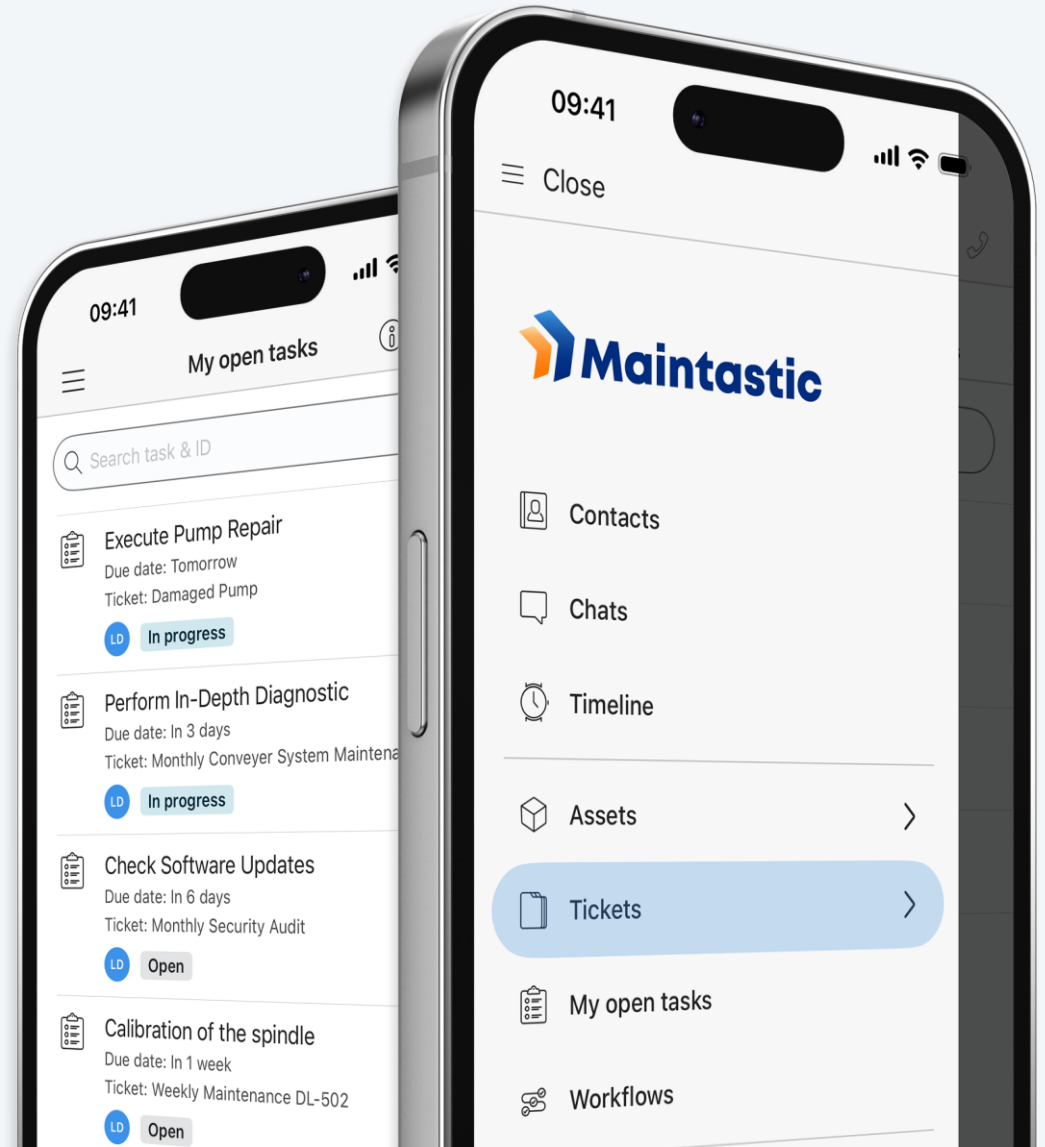 09:41
My open tasks
Search task & ID
Execute Pump Repair
Due date: Tomorrow
Ticket: Damaged Pump
LD In progress
Perform In-Depth Diagnostic
Due date: In 3 days
Ticket: Monthly Conveyer System Maintena
LD In progress
Check Software Updates
Due date: In 6 days
Ticket: Monthly Security Audit
LD Open
Calibration of the spindle
Due date: In 1 week
Ticket: Weekly Maintenance DL-502
LD Open
09:41
Close
Maintastic
Contacts
Chats
Timeline
Assets
Tickets
My open tasks
Workflows